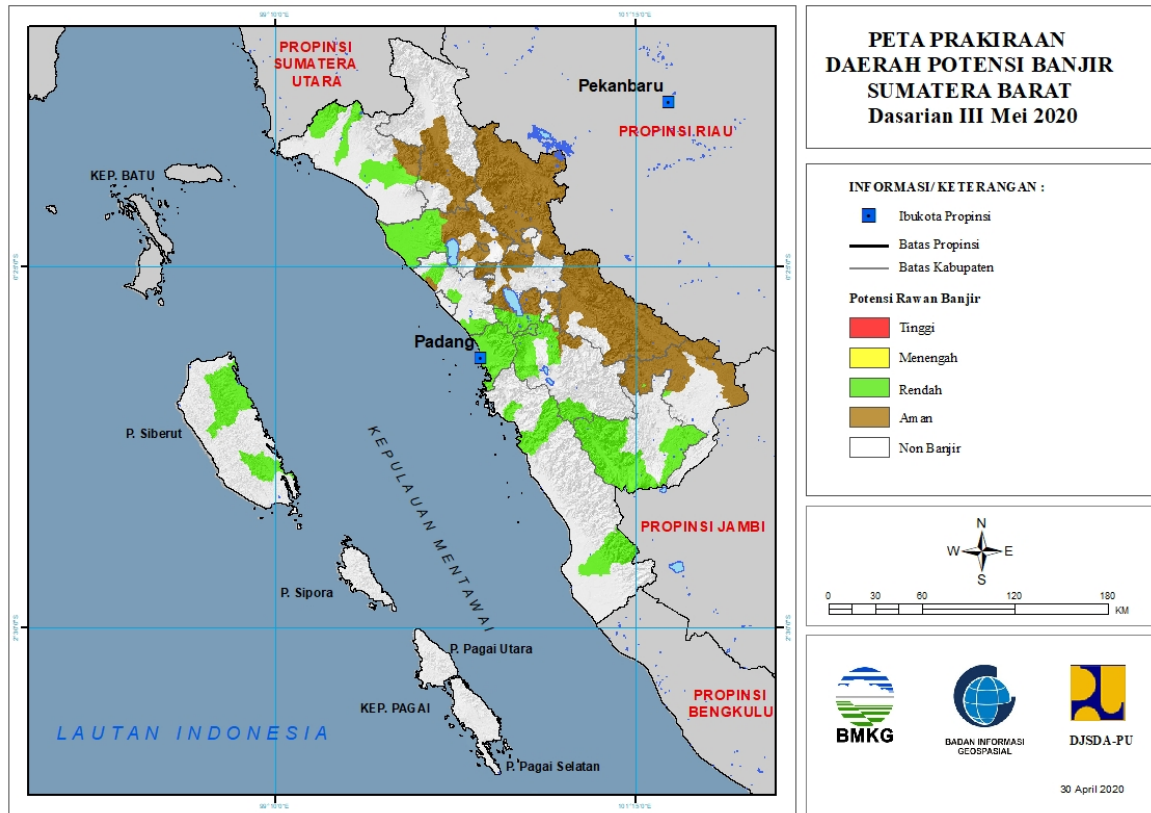 PETA PRAKIRAAN
DAERAH POTENSI BANJIR
SUMATERA BARAT
Dasarian III Mei 2020
INFORMASI/ KETERANGAN :
Ibukota Propinsi
Batas Propinsi
Batas Kabupaten
Potensi Rawan Banjir
Tinggi
Menengah
Rendah
Aman
Non Banjir
N
W E
S
0 30 60 120 180
KM
BMKG
BADAN INFORMASI
GEOSPASIAL
DJSDA-PU
30 April 2020
PROPINSI
SUMATERA
UTARA
Pekanbaru
PROPINSI RIAU
KEP. BATU
Padang
P. Siberut
KEPULAUAN MENTAWAI
PROPINSI JAMBI
P. Sipora
P. Pagai Utara
KEP. PAGAI
PROPINSI
BENGKULU
LAUTAN INDONESIA
P. Pagai Selatan